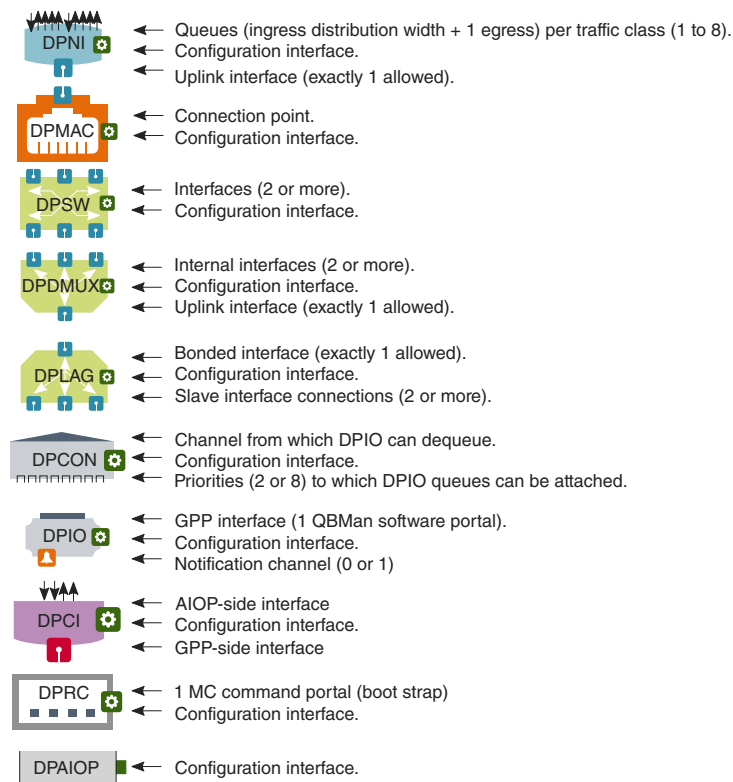 DPNI
Queues (ingress distribution width + 1 egress) per traffic class (1 to 8).
Configuration interface.
Uplink interface (exactly 1 allowed).
DPMAC
Connection point.
Configuration interface.
DPSW
Interfaces (2 or more).
Configuration interface.
DPDMUX
Internal interfaces (2 or more).
Configuration interface.
Uplink interface (exactly 1 allowed).
DPLAG
Bonded interface (exactly 1 allowed).
Configuration interface.
Slave interface connections (2 or more).
DPCON
Channel from which DPIO can dequeue.
Configuration interface.
Priorities (2 or 8) to which DPIO queues can be attached.
DPIO
GPP interface (1 QBMan software portal).
Configuration interface.
Notification channel (0 or 1)
DPCI
AIOP-side interface
Configuration interface.
GPP-side interface
DPRC
1 MC command portal (boot strap)
Configuration interface.
DPAIOP
Configuration interface.